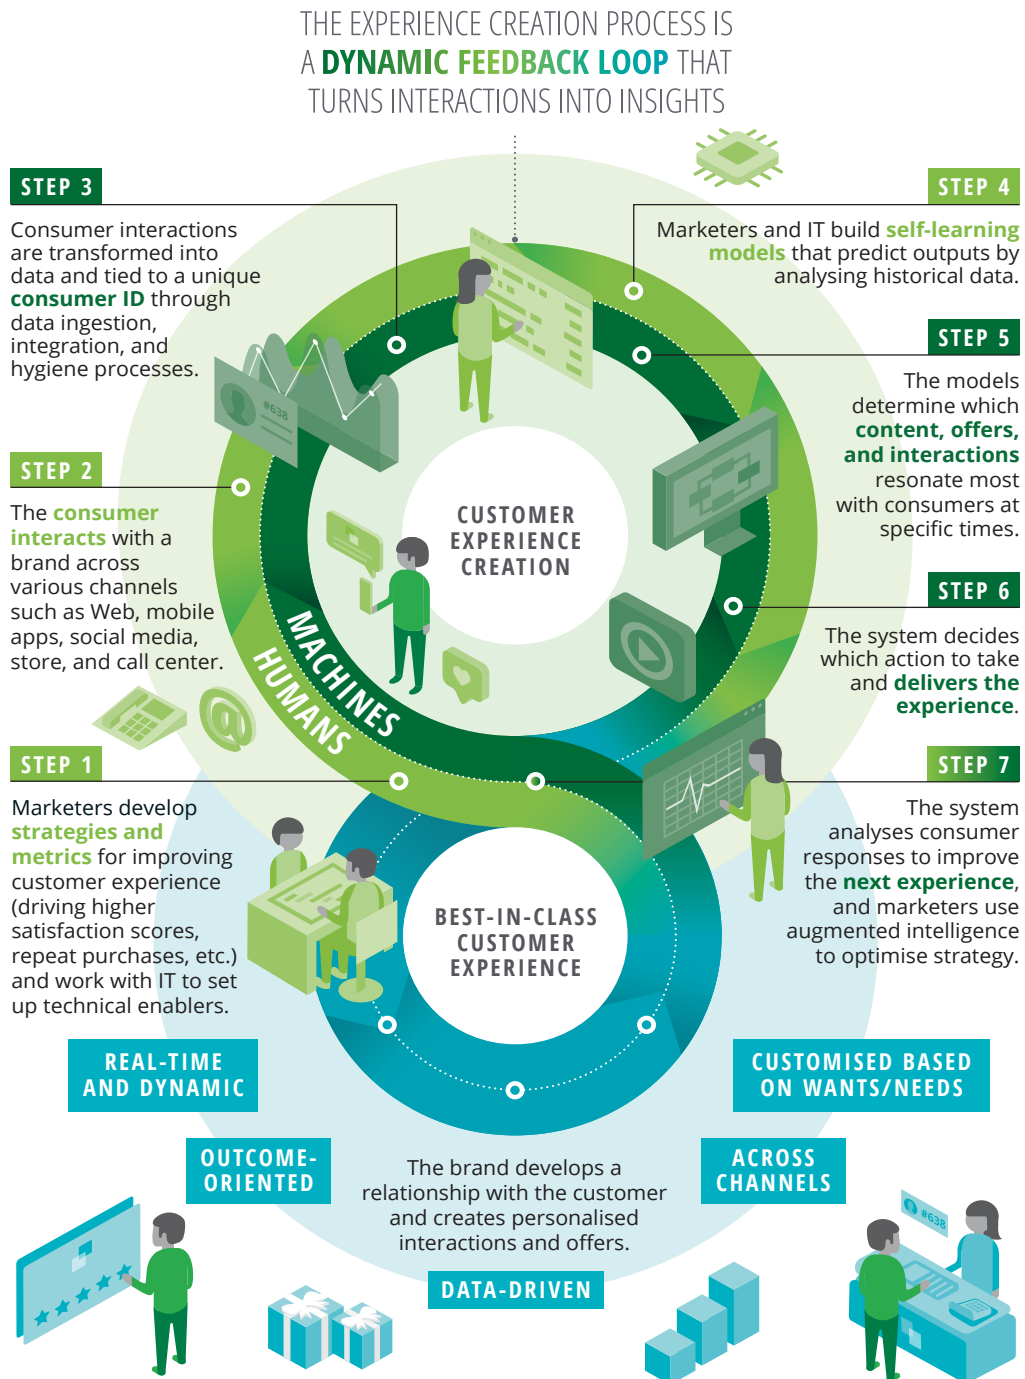 THE EXPERIENCE CREATION PROCESS IS
A DYNAMIC FEEDBACK LOOP THAT
TURNS INTERACTIONS INTO INSIGHTS
STEP 3
Consumer interactions
are transformed into
data and tied to a unique
consumer ID through
data ingestion,
integration, and
hygiene processes.
STEP 4
Marketers and IT build self-learning
models that predict outputs by
analysing historical data.
STEP 5
The models
determine which
content, offers,
and interactions
resonate most
with consumers at
specific times.
#638
STEP 2
The consumer
interacts with a
brand across
various channels
such as Web, mobile
apps, social media,
store, and call center.
CUSTOMER
EXPERIENCE
CREATION
STEP 6
The system decides
which action to take
and delivers the
experience.
MACHINES
HUMANS
@
STEP 1
Marketers develop
strategies and
metrics for improving
customer experience
(driving higher
satisfaction scores,
repeat purchases, etc.)
and work with IT to set
up technical enablers.
STEP 7
The system
analyses consumer
responses to improve
the next experience,
and marketers use
augmented intelligence
to optimise strategy.
BEST-IN-CLASS
CUSTOMER
EXPERIENCE
REAL-TIME
AND DYNAMIC
CUSTOMISED BASED
ON WANTS/NEEDS
OUTCOME-
ORIENTED
ACROSS
CHANNELS
The brand develops a
relationship with the customer
and creates personalised
interactions and offers.
DATA-DRIVEN
#638